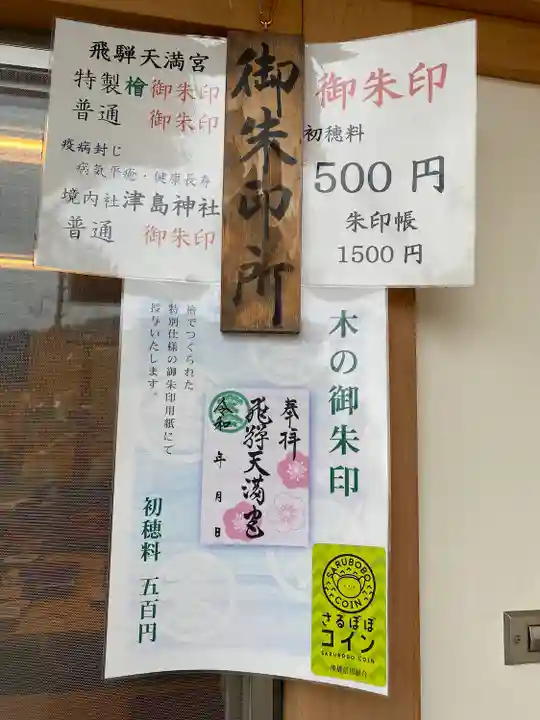 飛騨天満宮
特製檜御朱印
普通 御朱印
疫病封じ
病気平癒・健康長寿
境内社津島神社
普通 御朱印
御朱印所
御朱印
初穂料
500円
朱印帳
1500円
木の御朱印
檜でつくられた
特別仕様の御朱印用紙にて
授与いたします。
奉拝
飛騨天満宮
令和 年 月 日
初穂料 五百円
SARUBOBO
COIN
さるぼぼ
コイン
SARUBOBO COIN